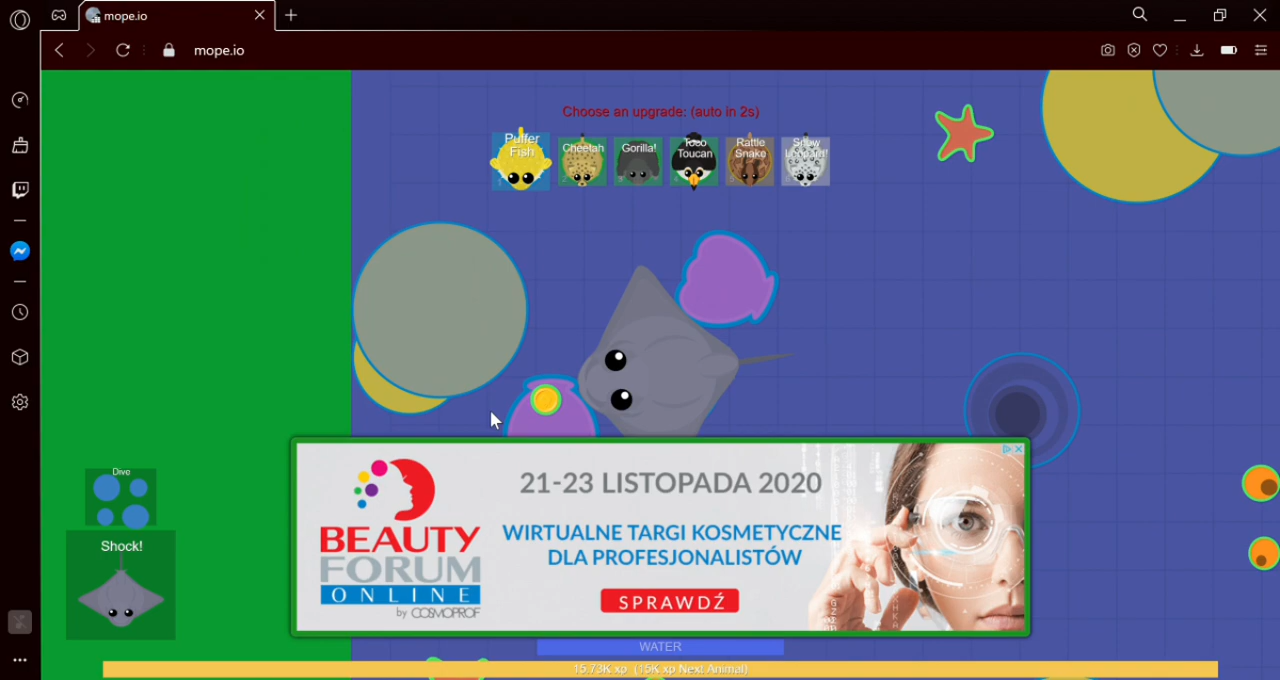 mope.io
mope.io
Choose an upgrade: (auto in 2s)
Puffer
Fish
Cheetah
Gorilla!
Toco
Toucan
Rattle
Snake
Snow
Leopard!
Dive
Shock!
21-23 LISTOPADA 2020
WIRTUALNE TARGI KOSMETYCZNE
DLA PROFESJONALISTÓW
SPRAWDŹ
BEAUTY
FORUM
ONLINE
by COSMOPROF
WATER
15.73K xp (15K xp Next Animal)